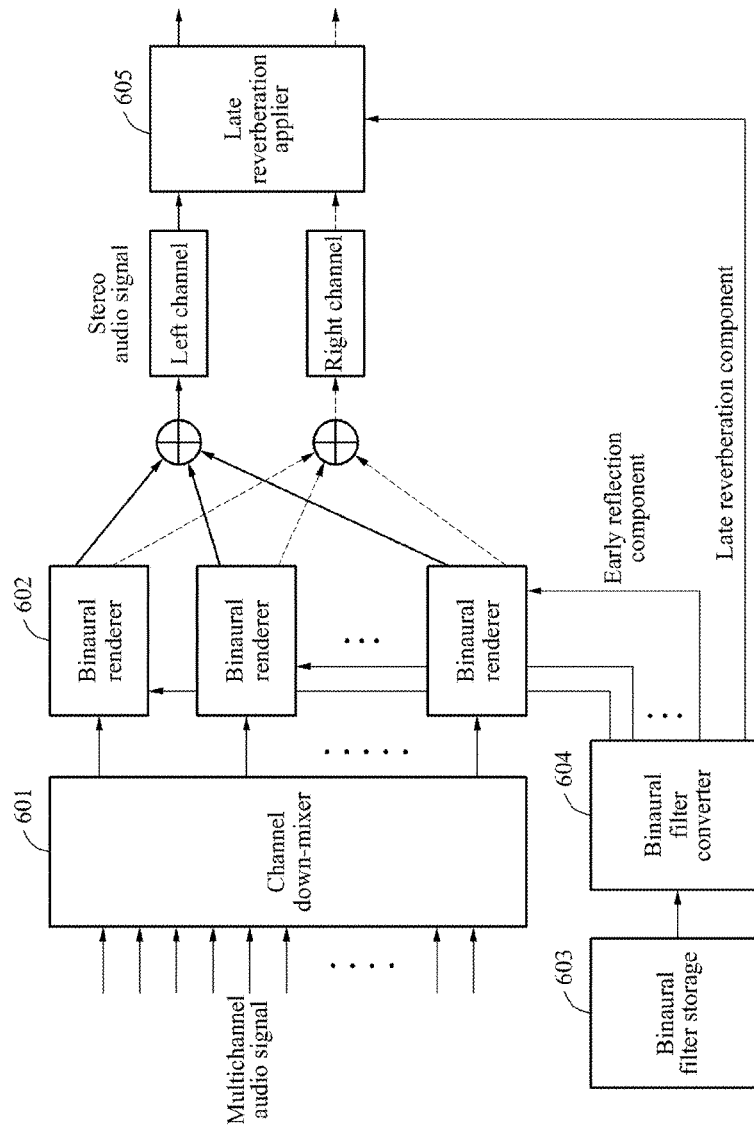 Multichannel
audio signal
601
Channel
down-mixer
602
Binaural
renderer
Binaural
renderer
Binaural
renderer
Stereo
audio signal
Left channel
Right channel
605
Late
reverberation
applier
603
Binaural
filter storage
604
Binaural
filter
converter
Early reflection
component
Late reverberation component